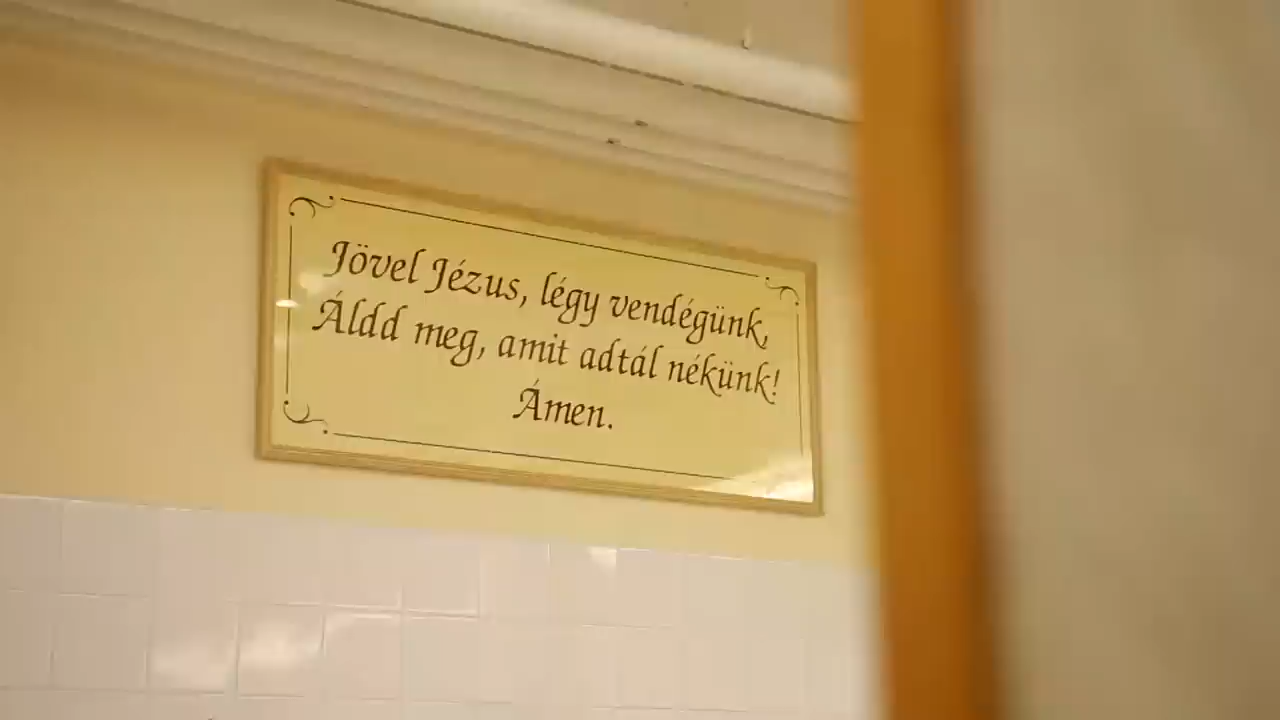 Jövel Jézus, légy vendégünk,
Áldd meg, amit adtál nékünk!
Ámen.